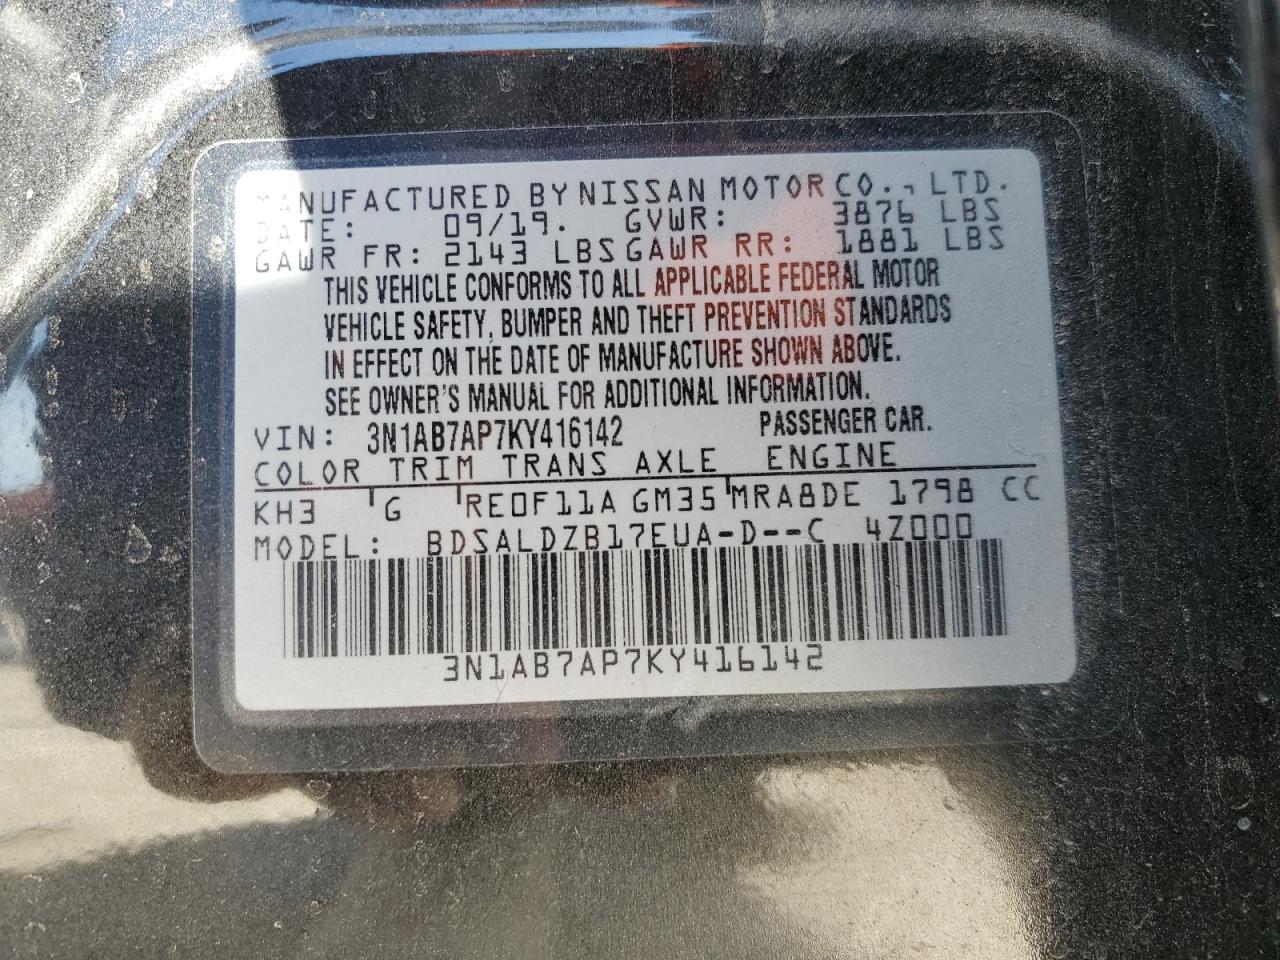 MANUFACTURED BY NISSAN MOTOR CO., LTD.
DATE: 09/19. GVWR: 3876 LBS
GAWR FR: 2143 LBS GAWR RR: 1881 LBS
THIS VEHICLE CONFORMS TO ALL APPLICABLE FEDERAL MOTOR
VEHICLE SAFETY, BUMPER AND THEFT PREVENTION STANDARDS
IN EFFECT ON THE DATE OF MANUFACTURE SHOWN ABOVE.
SEE OWNER'S MANUAL FOR ADDITIONAL INFORMATION.
VIN: 3N1AB7AP7KY416142 PASSENGER CAR.
COLOR TRIM TRANS AXLE ENGINE
KH3 G RE0F11A GM35 MRA8DE 1798 CC
MODEL: BDSALDZB17EUA-D--C 4Z000
3N1AB7AP7KY416142